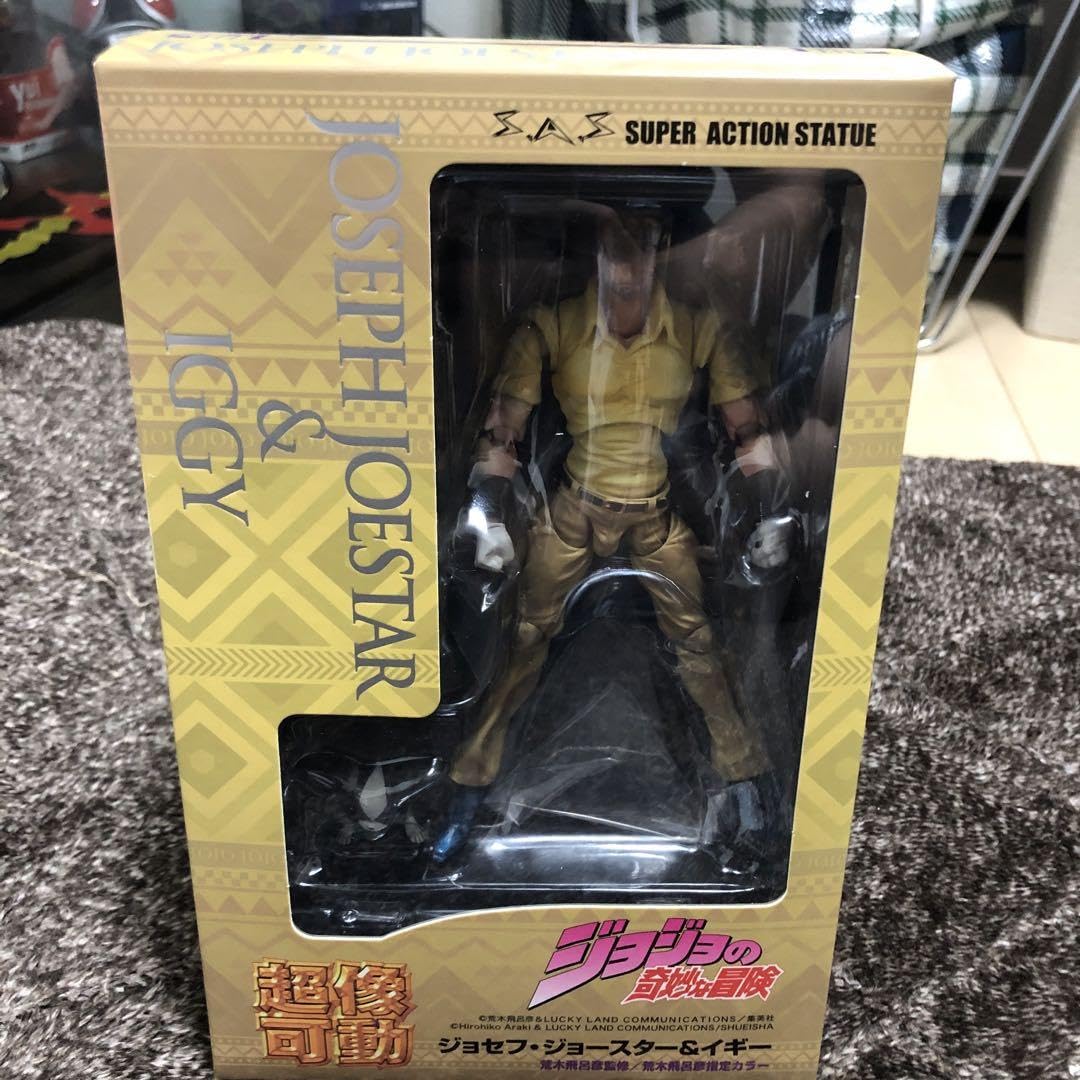 S.A.S SUPER ACTION STATUE
JOSEPH JOESTAR
&
IGGY
JOJO JOJO
Yui
超像
可動
ジョジョの
奇妙な冒険
©荒木飛呂彦&LUCKY LAND COMMUNICATIONS/集英社
©Hirohiko Araki & LUCKY LAND COMMUNICATIONS/SHUEISHA
ジョセフ・ジョースター&イギー
荒木飛呂彦監修/荒木飛呂彦指定カラー